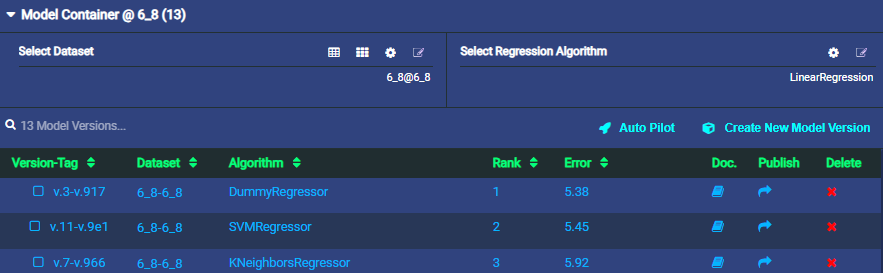 Model Container @ 6_8 (13)
Select Dataset
6_8@6_8
Select Regression Algorithm
LinearRegression
13 Model Versions...
Auto Pilot
Create New Model Version
Version-Tag Dataset Algorithm Rank Error Doc. Publish Delete
v.3-v.917 6_8-6_8 DummyRegressor 1 5.38
v.11-v.9e1 6_8-6_8 SVMRegressor 2 5.45
v.7-v.966 6_8-6_8 KNeighborsRegressor 3 5.92